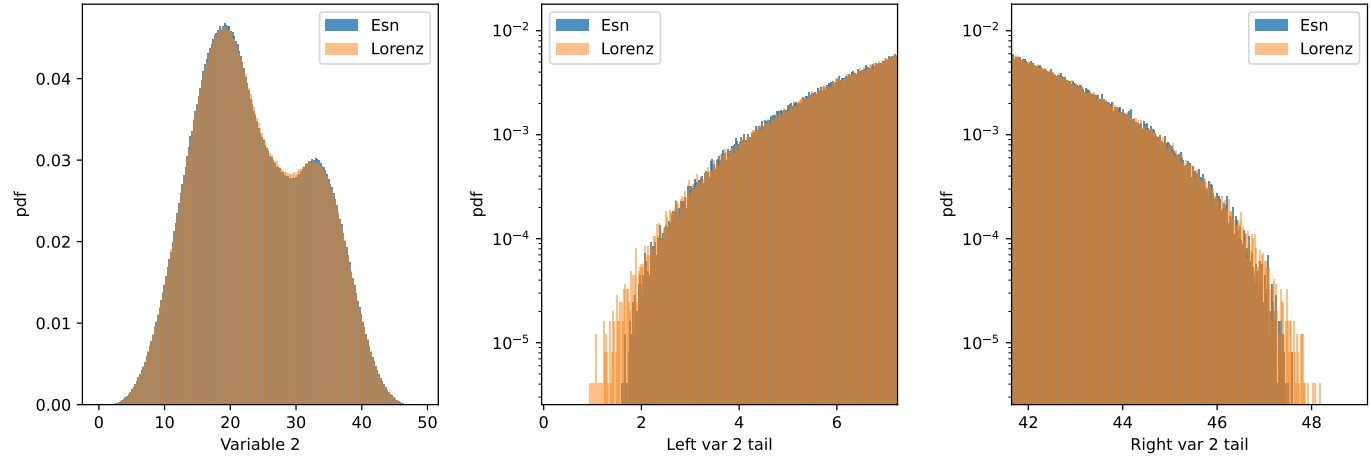 Esn
Lorenz
pdf
0.04
0.03
0.02
0.01
0.00
0 10 20 30 40 50
Variable 2
Esn
Lorenz
pdf
10⁻²
10⁻³
10⁻⁴
10⁻⁵
0 2 4 6
Left var 2 tail
Esn
Lorenz
pdf
10⁻²
10⁻³
10⁻⁴
10⁻⁵
42 44 46 48
Right var 2 tail